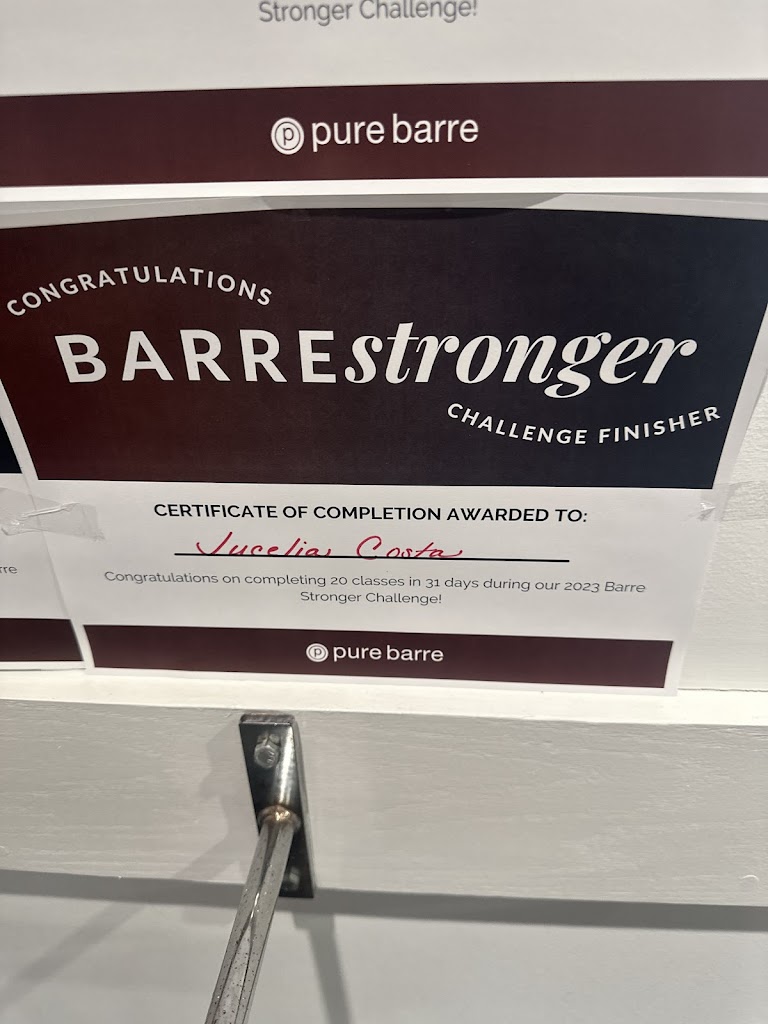 Stronger Challenge!
pure barre
CONGRATULATIONS
BARREstronger
CHALLENGE FINISHER
CERTIFICATE OF COMPLETION AWARDED TO:
Jucelia Costa
Congratulations on completing 20 classes in 31 days during our 2023 Barre
Stronger Challenge!
pure barre
rre